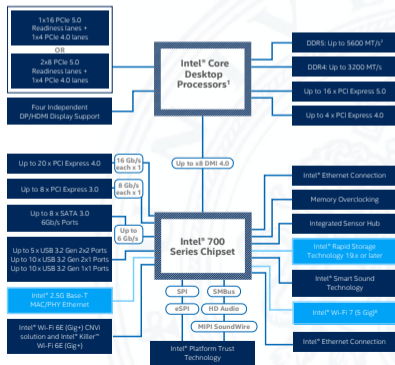 1x16 PCIe 5.0
Readiness lanes +
1x4 PCIe 4.0 lanes
OR
2x8 PCIe 5.0
Readiness lanes +
1x4 PCIe 4.0 lanes
Four Independent
DP/HDMI Display Support
Intel® Core
Desktop
Processors¹
DDR5: Up to 5600 MT/s²
DDR4: Up to 3200 MT/s
Up to 16 x PCI Express 5.0
Up to 4 x PCI Express 4.0
Up to x8 DMI 4.0
Up to 20 x PCI Express 4.0
16 Gb/s
each x 1
Up to 8 x PCI Express 3.0
8 Gb/s
each x 1
Up to 8 x SATA 3.0
6Gb/s Ports
Up to
6 Gb/s
Up to 5 x USB 3.2 Gen 2x2 Ports
Up to 10 x USB 3.2 Gen 2x1 Ports
Up to 10 x USB 3.2 Gen 1x1 Ports
Intel® 2.5G Base-T
MAC/PHY Ethernet
Intel® Wi-Fi 6E (Gig+) CNVi
solution and Intel® Killer™
Wi-Fi 6E (Gig+)
Intel® 700
Series Chipset
Intel® Ethernet Connection
Memory Overclocking
Integrated Sensor Hub
Intel® Rapid Storage
Technology 19.x or later
Intel® Smart Sound
Technology
Intel® Wi-Fi 7 (5 Gig)
Intel® Ethernet Connection
SPI
SMBus
eSPI
HD Audio
MIPI SoundWire
Intel® Platform Trust
Technology